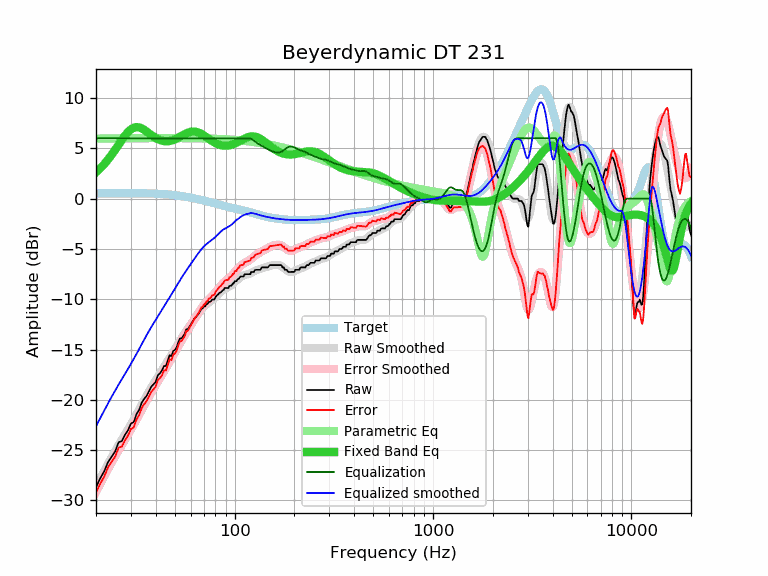 Beyerdynamic DT 231
Amplitude (dBr)
10
5
0
−5
−10
−15
−20
−25
−30
Target
Raw Smoothed
Error Smoothed
Raw
Error
Parametric Eq
Fixed Band Eq
Equalization
Equalized smoothed
100
1000
10000
Frequency (Hz)